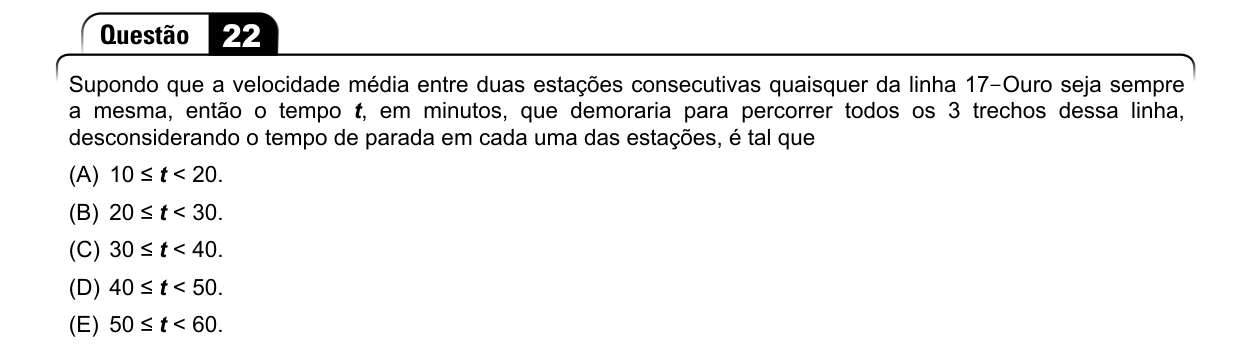 Questão 22
Supondo que a velocidade média entre duas estações consecutivas quaisquer da linha 17–Ouro seja sempre
a mesma, então o tempo t, em minutos, que demoraria para percorrer todos os 3 trechos dessa linha,
desconsiderando o tempo de parada em cada uma das estações, é tal que
(A) 10 ≤ t < 20.
(B) 20 ≤ t < 30.
(C) 30 ≤ t < 40.
(D) 40 ≤ t < 50.
(E) 50 ≤ t < 60.